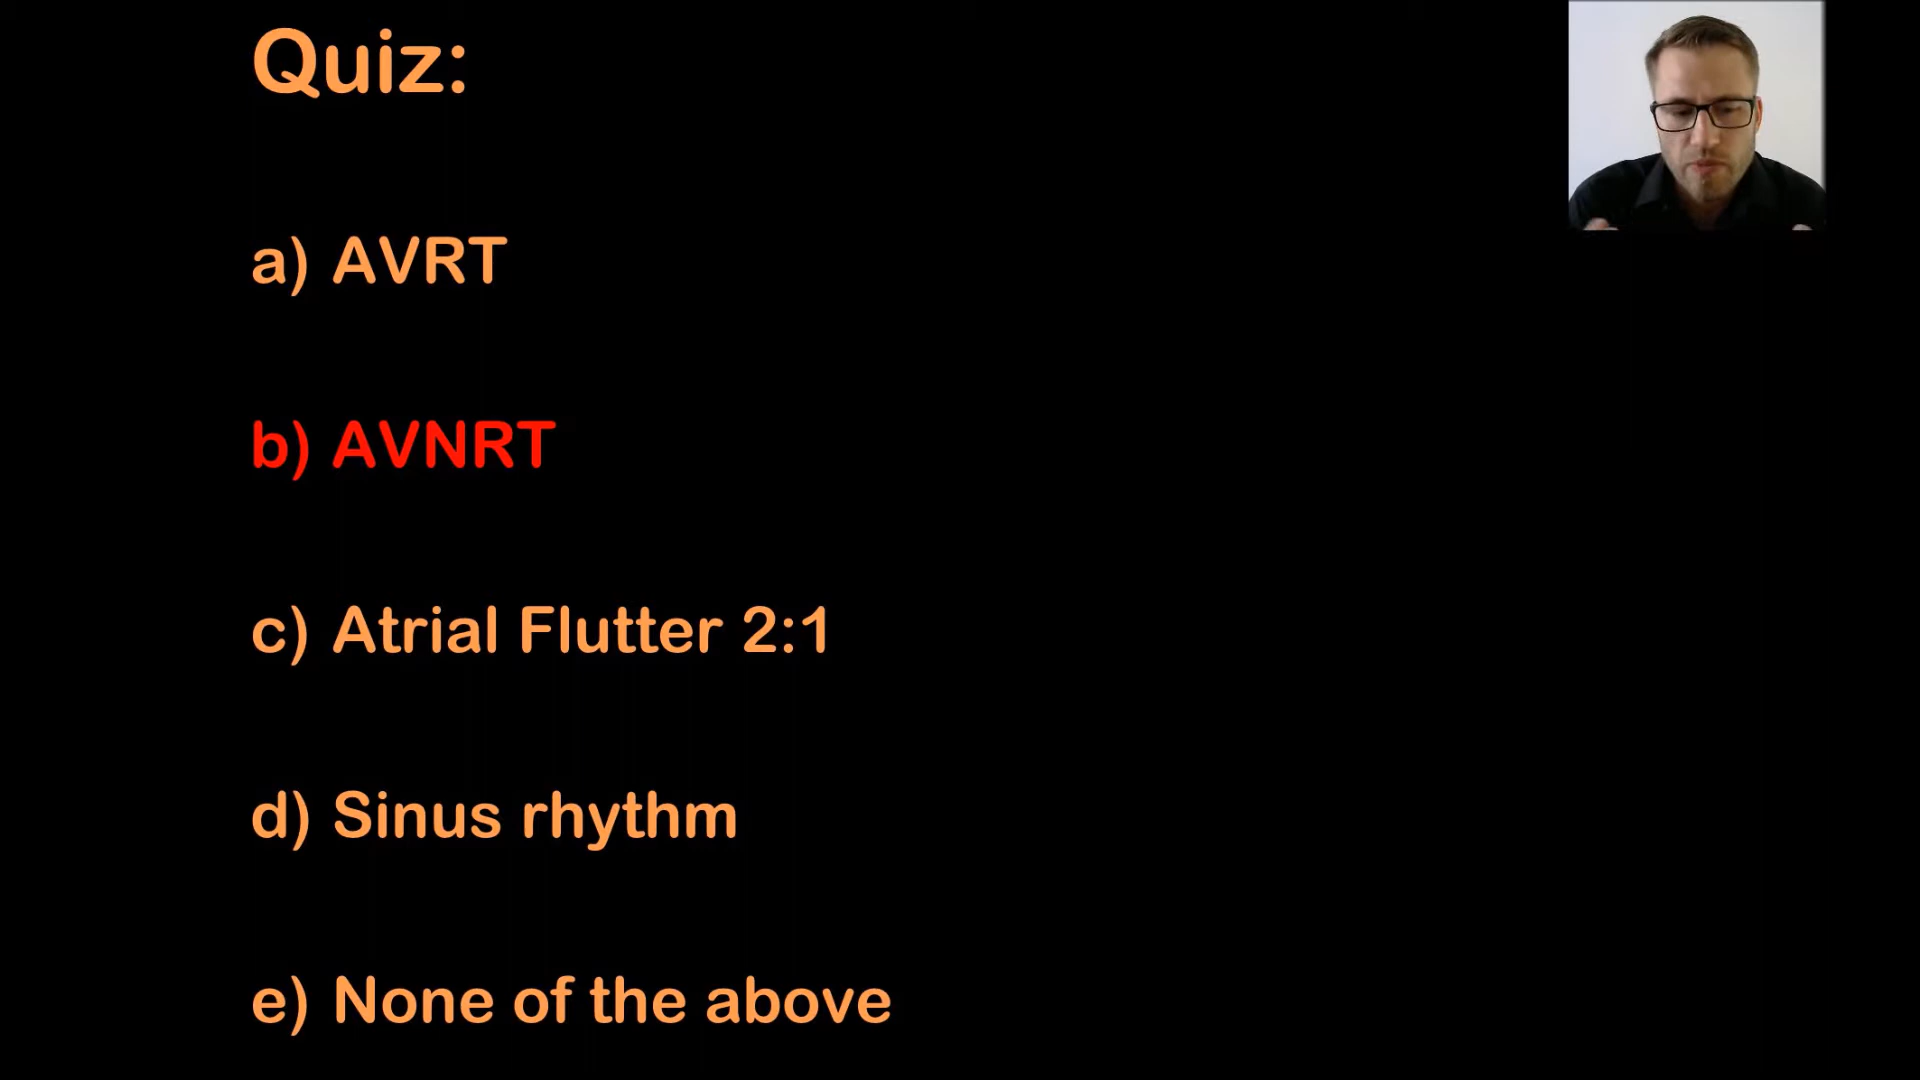 Quiz:
a) AVRT
b) AVNRT
c) Atrial Flutter 2:1
d) Sinus rhythm
e) None of the above